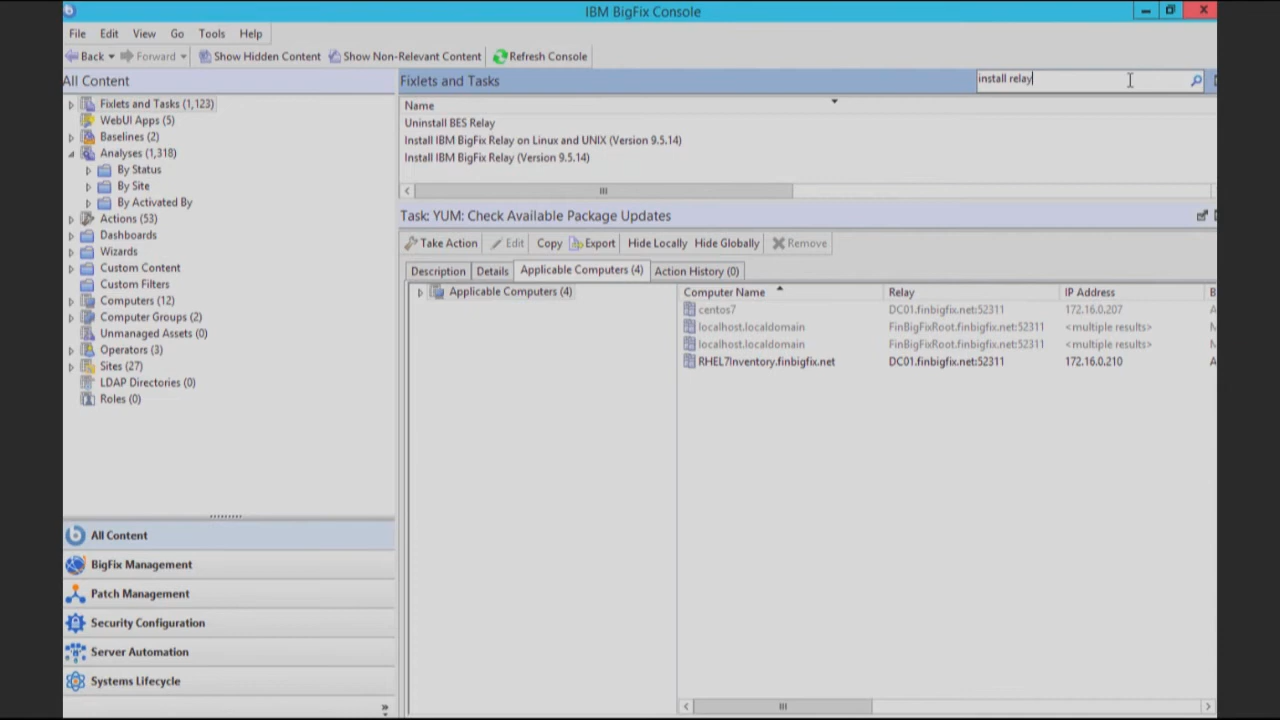 IBM BigFix Console
File Edit View Go Tools Help
Back Forward Show Hidden Content Show Non-Relevant Content Refresh Console
All Content
Fixlets and Tasks (1,123)
WebUI Apps (5)
Baselines (2)
Analyses (1,318)
By Status
By Site
By Activated By
Actions (53)
Dashboards
Wizards
Custom Content
Custom Filters
Computers (12)
Computer Groups (2)
Unmanaged Assets (0)
Operators (3)
Sites (27)
LDAP Directories (0)
Roles (0)
All Content
BigFix Management
Patch Management
Security Configuration
Server Automation
Systems Lifecycle
Fixlets and Tasks install relay
Name
Uninstall BES Relay
Install IBM BigFix Relay on Linux and UNIX (Version 9.5.14)
Install IBM BigFix Relay (Version 9.5.14)
Task: YUM: Check Available Package Updates
Take Action Edit Copy Export Hide Locally Hide Globally Remove
Description Details Applicable Computers (4) Action History (0)
Applicable Computers (4)
Computer Name Relay IP Address B
centos7 DC01.finbigfix.net:52311 172.16.0.207 A
localhost.localdomain FinBigFixRoot.finbigfix.net:52311 <multiple results> N
localhost.localdomain FinBigFixRoot.finbigfix.net:52311 <multiple results> N
RHEL7Inventory.finbigfix.net DC01.finbigfix.net:52311 172.16.0.210 A